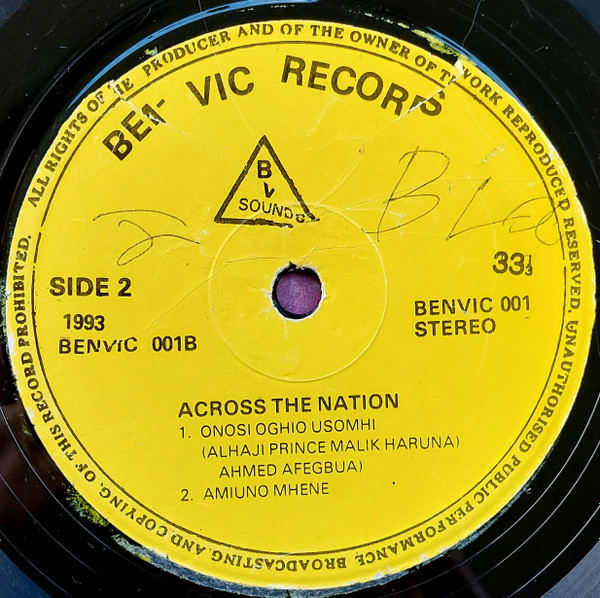 ALL RIGHTS OF THE PRODUCER AND OF THE OWNER OF T WORK REPRODUCED RESERVED. UNAUTHORISED PUBLIC PERFORMANCE BROADCASTING AND COPYING, OF THIS RECORD PROHIBITED.
BEN VIC RECORDS
B
V
SOUNDS
SIDE 2
33⅓
1993
BENVIC 001
BENVIC 001B
STEREO
ACROSS THE NATION
1. ONOSI OGHIO USOMHI
(ALHAJI PRINCE MALIK HARUNA)
AHMED AFEGBUA)
2. AMIUNO MHENE